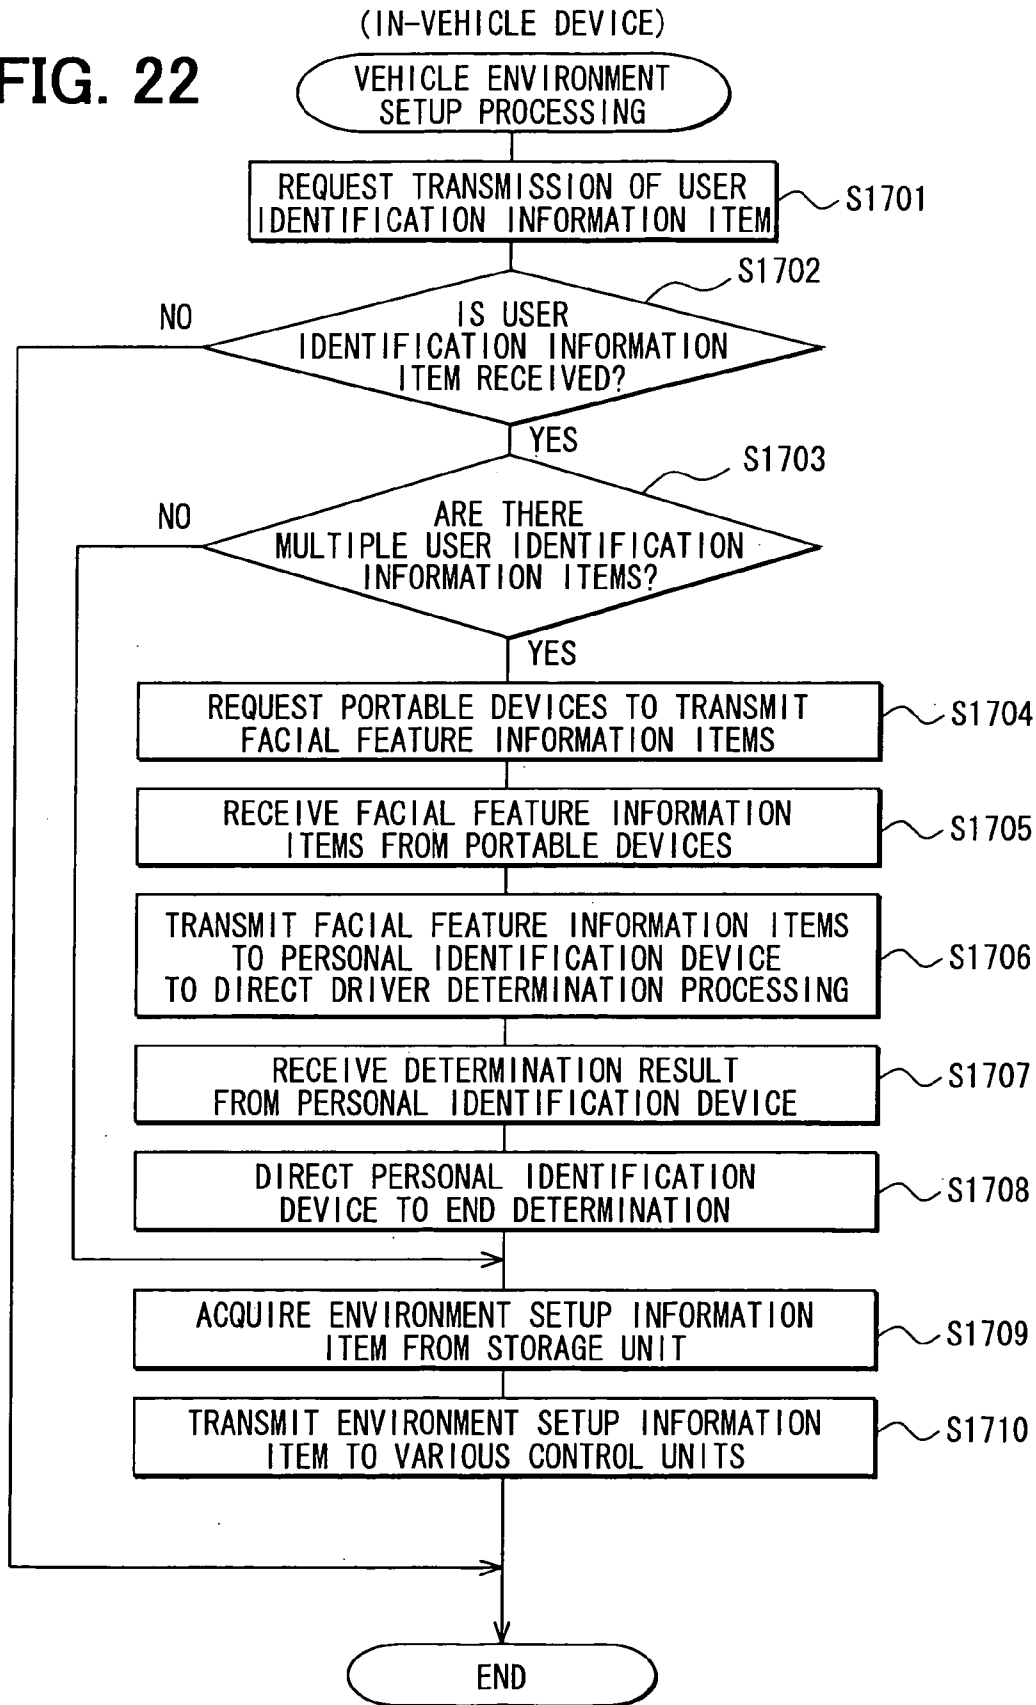 (IN-VEHICLE DEVICE)
FIG. 22
VEHICLE ENVIRONMENT
SETUP PROCESSING
REQUEST TRANSMISSION OF USER
IDENTIFICATION INFORMATION ITEM
S1701
S1702
NO
IS USER
IDENTIFICATION INFORMATION
ITEM RECEIVED?
YES
S1703
NO
ARE THERE
MULTIPLE USER IDENTIFICATION
INFORMATION ITEMS?
YES
REQUEST PORTABLE DEVICES TO TRANSMIT
FACIAL FEATURE INFORMATION ITEMS
S1704
RECEIVE FACIAL FEATURE INFORMATION
ITEMS FROM PORTABLE DEVICES
S1705
TRANSMIT FACIAL FEATURE INFORMATION ITEMS
TO PERSONAL IDENTIFICATION DEVICE
TO DIRECT DRIVER DETERMINATION PROCESSING
S1706
RECEIVE DETERMINATION RESULT
FROM PERSONAL IDENTIFICATION DEVICE
S1707
DIRECT PERSONAL IDENTIFICATION
DEVICE TO END DETERMINATION
S1708
ACQUIRE ENVIRONMENT SETUP INFORMATION
ITEM FROM STORAGE UNIT
S1709
TRANSMIT ENVIRONMENT SETUP INFORMATION
ITEM TO VARIOUS CONTROL UNITS
S1710
END